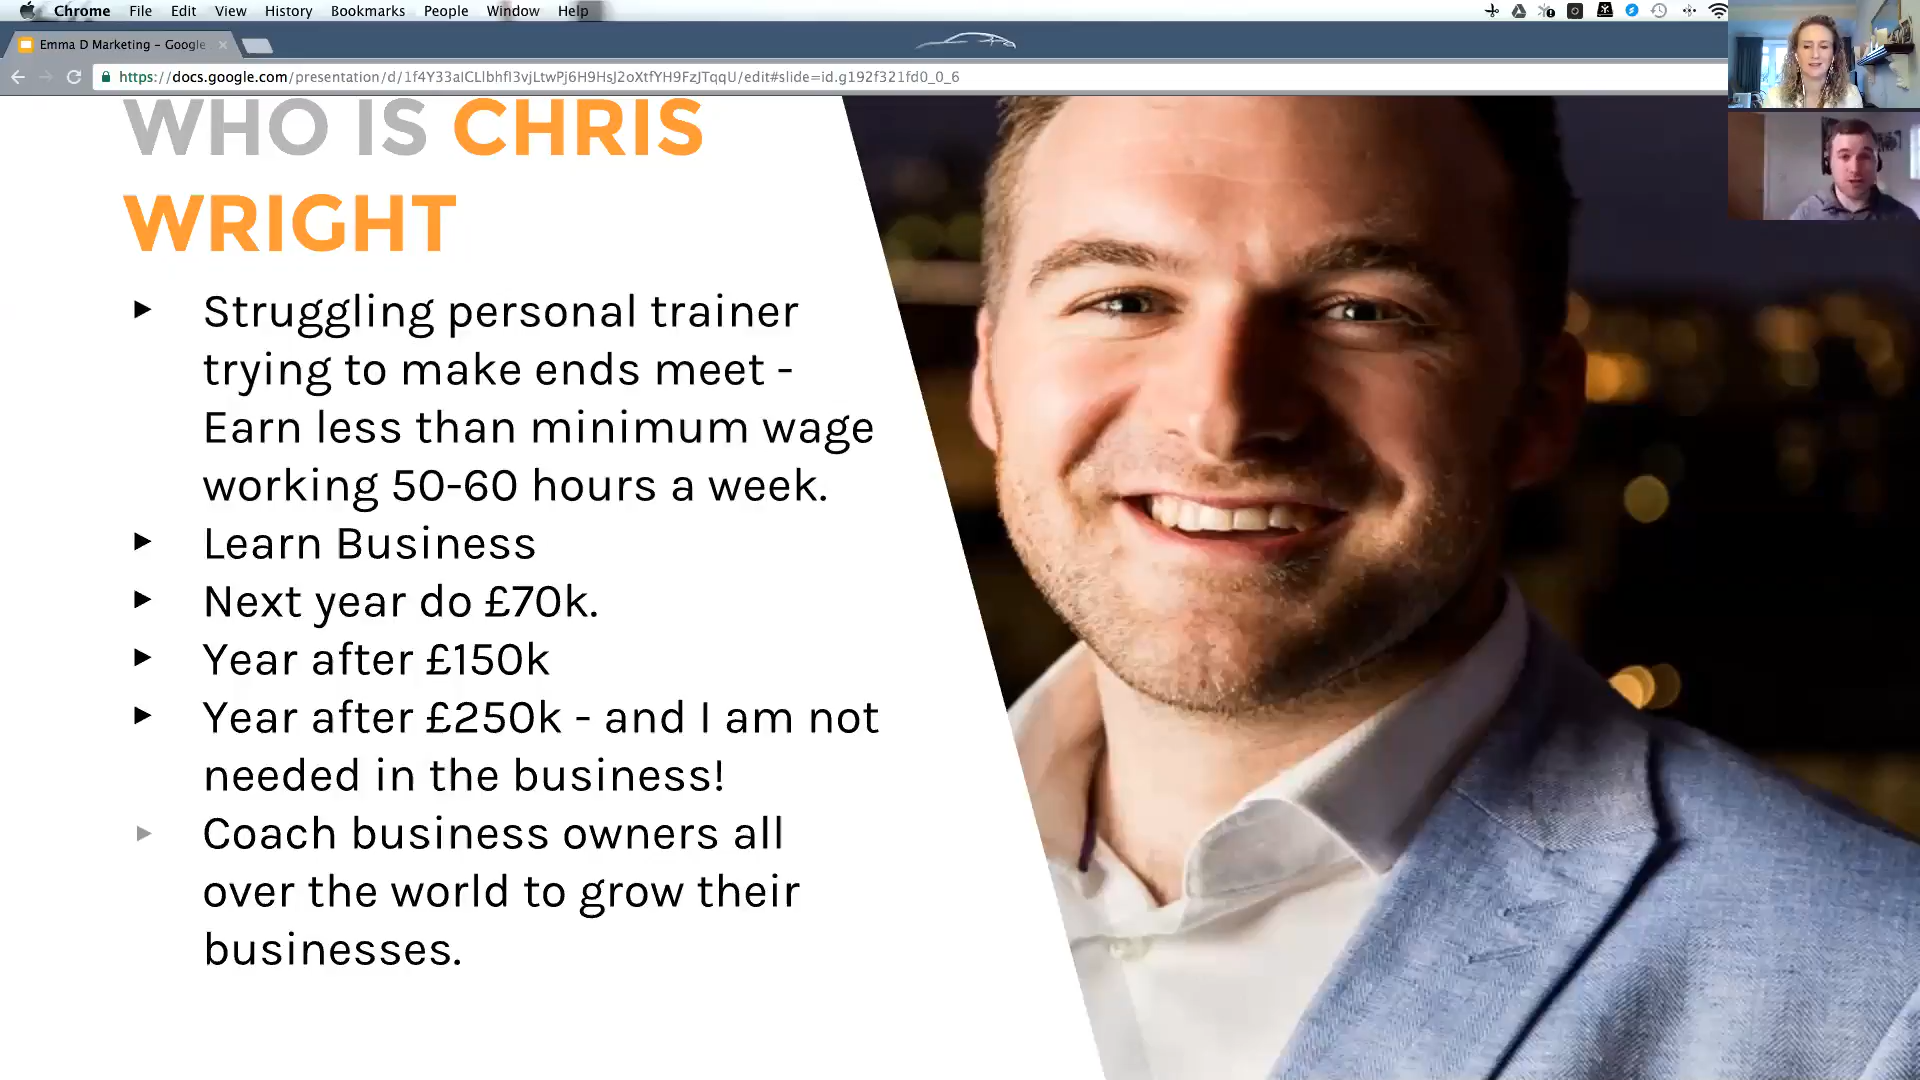 Chrome File Edit View History Bookmarks People Window Help
Emma D Marketing - Google
https://docs.google.com/presentation/d/1f4Y33alCLlbhfl3vjLtwPj6H9HsJ2oXtfYH9FzJTqqU/edit#slide=id.g192f321fd0_0_6
WHO IS CHRIS
WRIGHT
► Struggling personal trainer
trying to make ends meet -
Earn less than minimum wage
working 50-60 hours a week.
► Learn Business
► Next year do £70k.
► Year after £150k
► Year after £250k - and I am not
needed in the business!
► Coach business owners all
over the world to grow their
businesses.